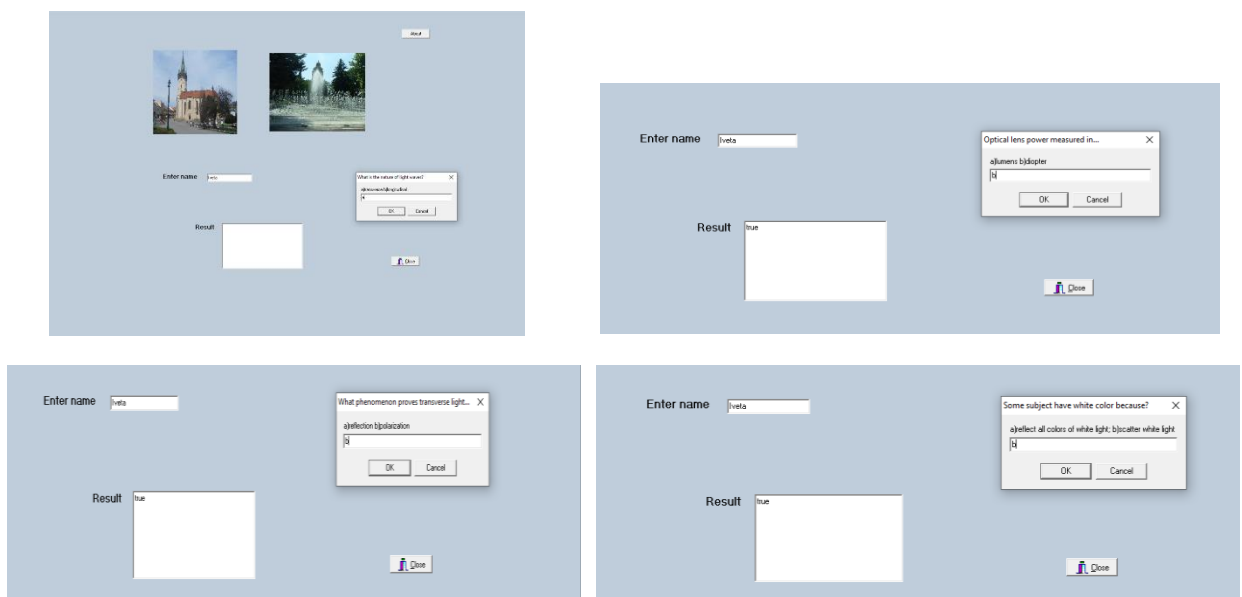 About
Enter name Iveta
What is the nature of light waves?
a
OK Cancel
Result
Close
Enter name Iveta
Optical lens power measured in...
a)lumens b)diopter
b
OK Cancel
Result true
Close
Enter name Iveta
What phenomenon proves transverse light...
a)reflection b)polarization
b
OK Cancel
Result true
Close
Enter name Iveta
Some subject have white color because?
a)reflect all colors of white light; b)scatter white light
b
OK Cancel
Result true
Close